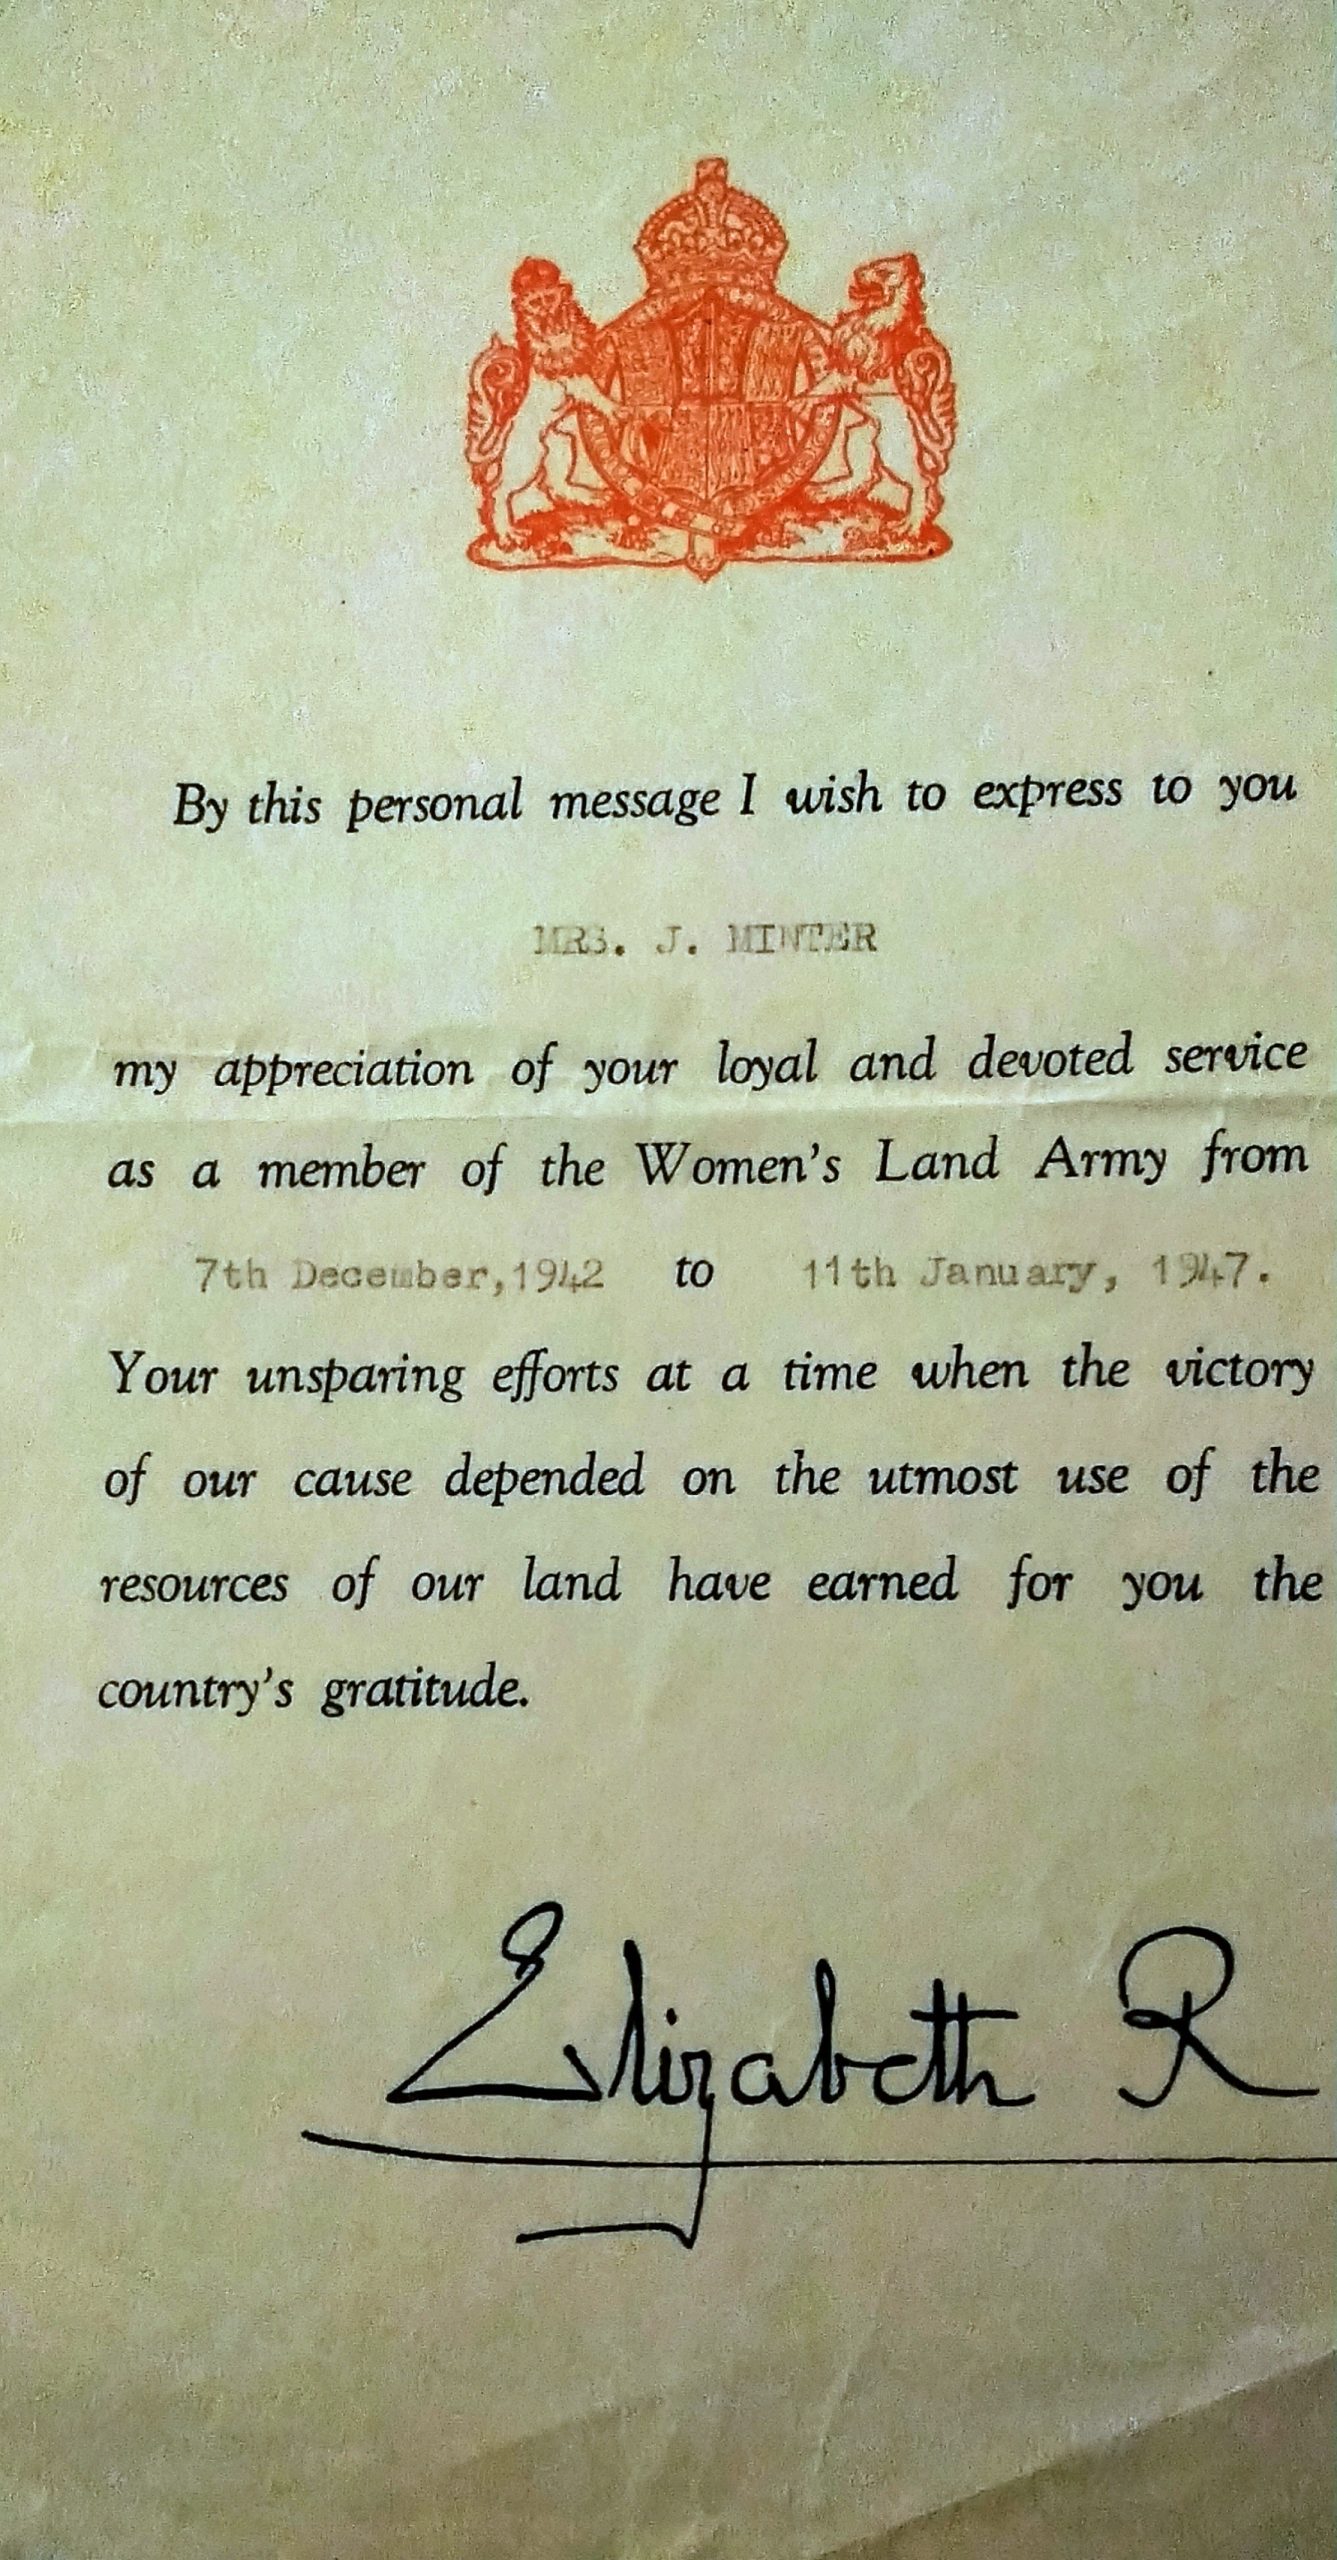 By this personal message I wish to express to you
MRS. J. MINTER
my appreciation of your loyal and devoted service
as a member of the Women's Land Army from
7th December,1942 to 11th January, 1947.
Your unsparing efforts at a time when the victory
of our cause depended on the utmost use of the
resources of our land have earned for you the
country's gratitude.
Elizabeth R